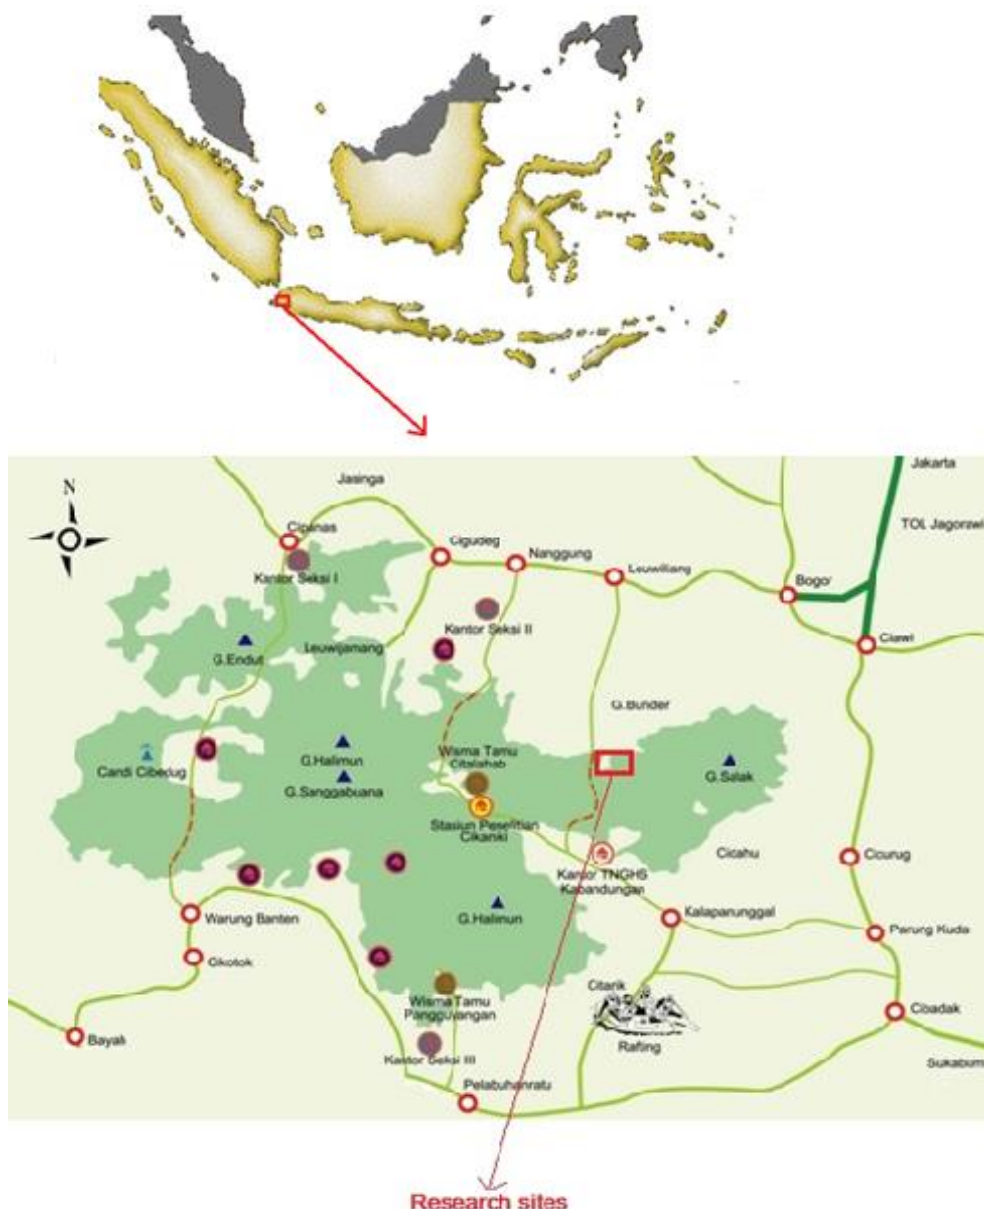 Jakarta
Jasinga
TOL Jagorawi
N
Cipanas
Cigudeg
Nanggung
Leuwiliang
Kantor Seksi I
Bogor
Kantor Seksi II
Ciawi
Leuwijamang
G.Endut
G.Bunder
Wisma Tamu
Citalahab
G.Halimun
Candi Cibedug
G.Salak
G.Sanggabuana
Stasiun Penelitian
Cikaniki
Cicahu
Cicurug
Kantor TNGHS
Kabandungan
G.Halimun
Kalaparunggal
Warung Banten
Parung Kuda
Cikotok
Citarik
Wisma Tamu
Pangguyangan
Cibadak
Bayah
Rafting
Kantor Seksi III
Sukabumi
Pelabuhanratu
Research sites